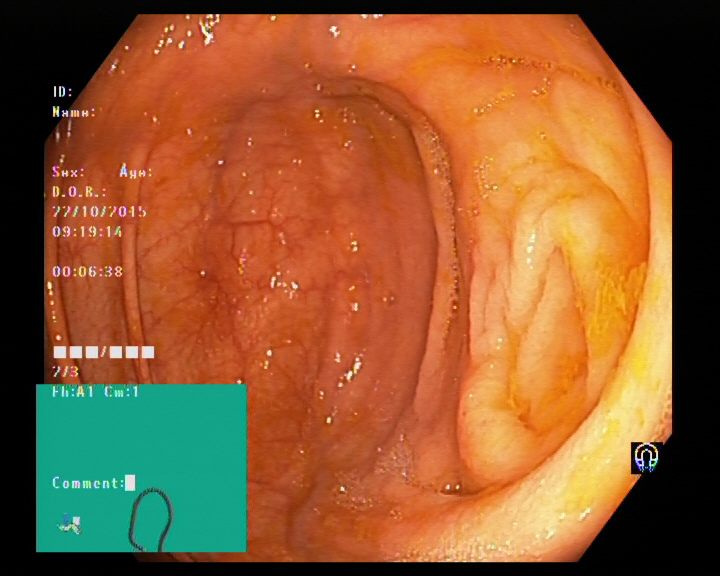 ID:
Name:
Sex: Age:
D.O.B.:
22/10/2015
09:19:14
00:06:38
■■■/■■■
2/3
Eh:A1 Cm:1
Comment: